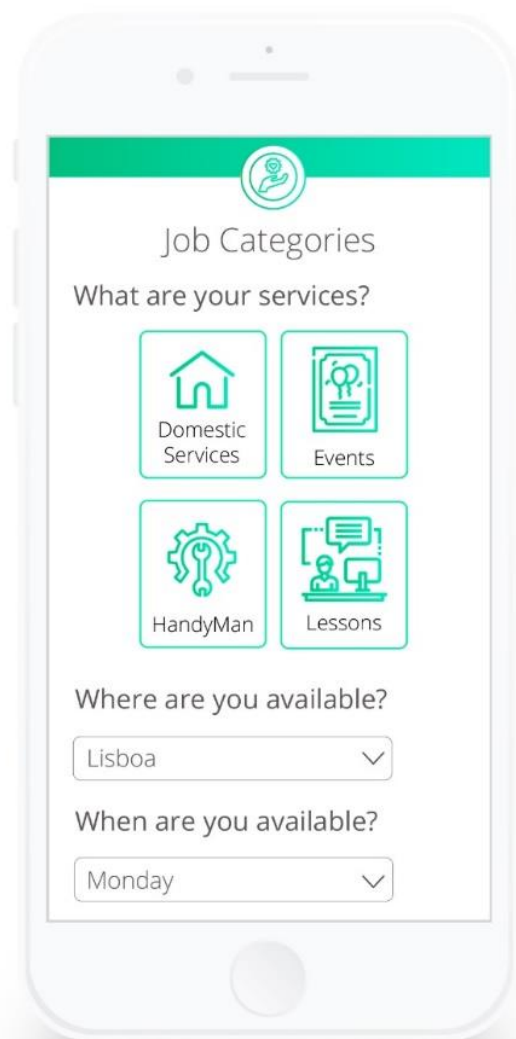 Job Categories
What are your services?
Domestic
Services
Events
HandyMan
Lessons
Where are you available?
Lisboa
When are you available?
Monday